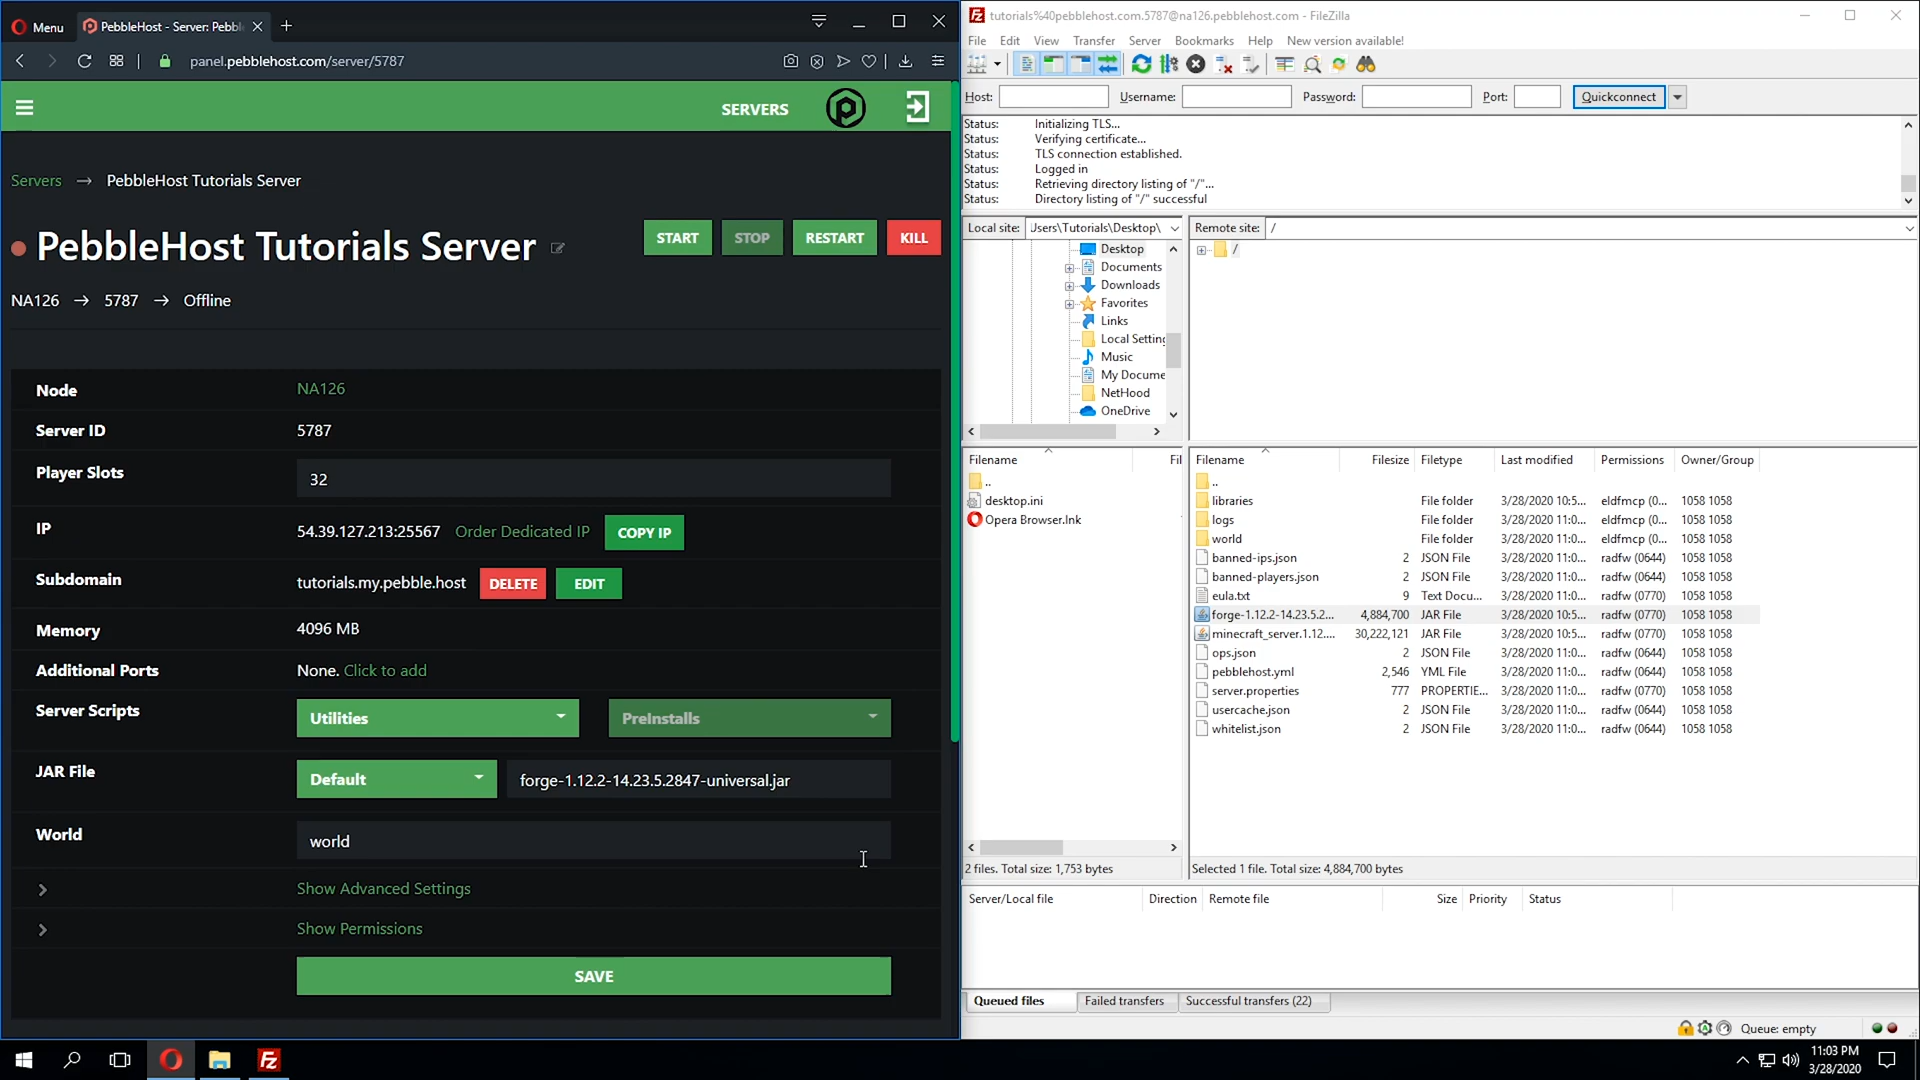 Menu
PebbleHost - Server: Pebbl
panel.pebblehost.com/server/5787
SERVERS
Servers → PebbleHost Tutorials Server
PebbleHost Tutorials Server
START
STOP
RESTART
KILL
NA126 → 5787 → Offline
Node
NA126
Server ID
5787
Player Slots
32
IP
54.39.127.213:25567
Order Dedicated IP
COPY IP
Subdomain
tutorials.my.pebble.host
DELETE
EDIT
Memory
4096 MB
Additional Ports
None. Click to add
Server Scripts
Utilities
PreInstalls
JAR File
Default
forge-1.12.2-14.23.5.2847-universal.jar
World
world
Show Advanced Settings
Show Permissions
SAVE
tutorials%40pebblehost.com.5787@na126.pebblehost.com - FileZilla
File Edit View Transfer Server Bookmarks Help New version available!
Host:
Username:
Password:
Port:
Quickconnect
Status: Initializing TLS...
Status: Verifying certificate...
Status: TLS connection established.
Status: Logged in
Status: Retrieving directory listing of "/"...
Status: Directory listing of "/" successful
Local site: Jsers\Tutorials\Desktop\
Desktop
Documents
Downloads
Favorites
Links
Local Setting
Music
My Docume
NetHood
OneDrive
Remote site: /
/
Filename Fil
..
desktop.ini
Opera Browser.lnk
2 files. Total size: 1,753 bytes
Filename Filesize Filetype Last modified Permissions Owner/Group
..
libraries File folder 3/28/2020 10:5... eldfmcp (0... 1058 1058
logs File folder 3/28/2020 11:0... eldfmcp (0... 1058 1058
world File folder 3/28/2020 11:0... eldfmcp (0... 1058 1058
banned-ips.json 2 JSON File 3/28/2020 11:0... radfw (0644) 1058 1058
banned-players.json 2 JSON File 3/28/2020 11:0... radfw (0644) 1058 1058
eula.txt 9 Text Docu... 3/28/2020 11:0... radfw (0770) 1058 1058
forge-1.12.2-14.23.5.2... 4,884,700 JAR File 3/28/2020 10:5... radfw (0770) 1058 1058
minecraft_server.1.12.... 30,222,121 JAR File 3/28/2020 10:5... radfw (0770) 1058 1058
ops.json 2 JSON File 3/28/2020 11:0... radfw (0644) 1058 1058
pebblehost.yml 2,546 YML File 3/28/2020 11:0... radfw (0644) 1058 1058
server.properties 777 PROPERTIE... 3/28/2020 11:0... radfw (0770) 1058 1058
usercache.json 2 JSON File 3/28/2020 11:0... radfw (0644) 1058 1058
whitelist.json 2 JSON File 3/28/2020 11:0... radfw (0644) 1058 1058
Selected 1 file. Total size: 4,884,700 bytes
Server/Local file Direction Remote file Size Priority Status
Queued files Failed transfers Successful transfers (22)
Queue: empty
11:03 PM
3/28/2020